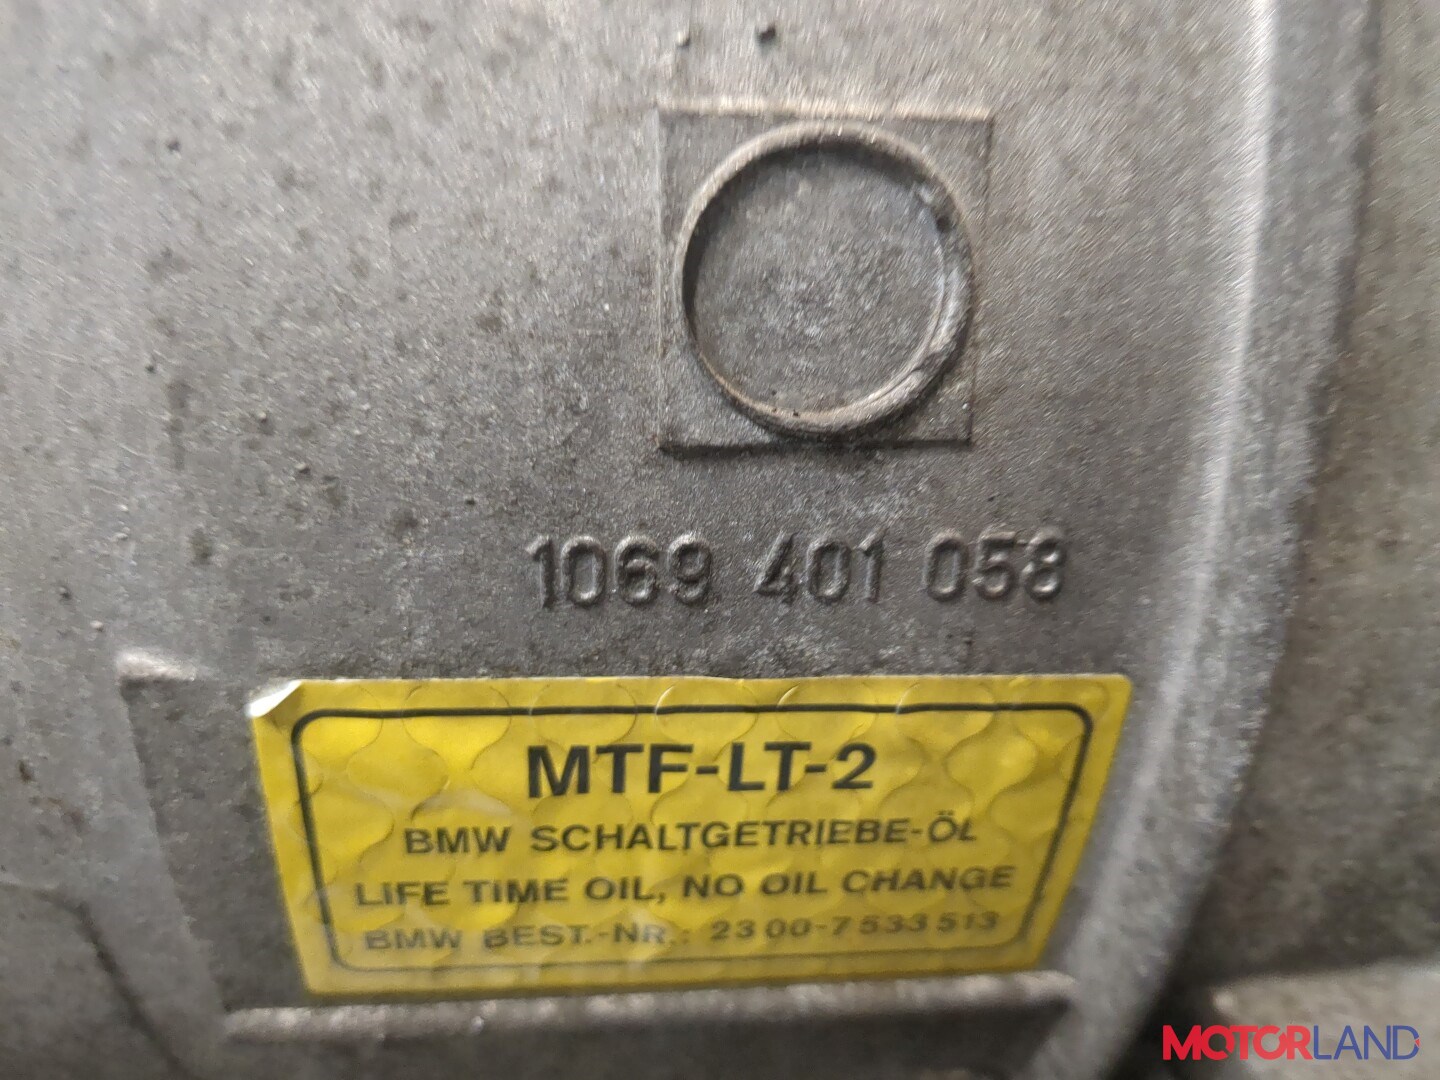 1069 401 058
MTF-LT-2
BMW SCHALTGETRIEBE-ÖL
LIFE TIME OIL, NO OIL CHANGE
BMW BEST.-NR.: 23 00-7 533 513
MOTORLAND